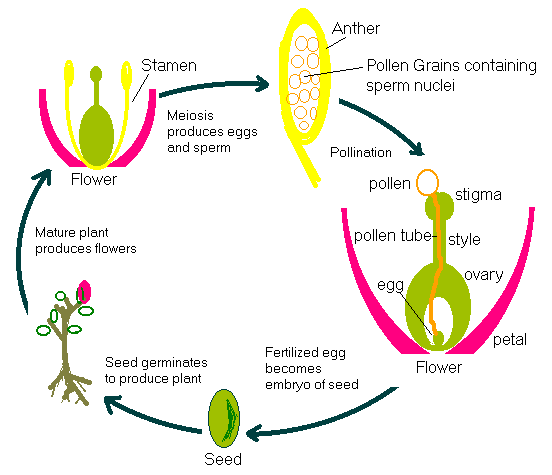 Anther
Stamen
Pollen Grains containing
sperm nuclei
Meiosis
produces eggs
and sperm
Pollination
Flower
pollen
stigma
pollen tube
style
Mature plant
produces flowers
ovary
egg
petal
Fertilized egg
becomes
embryo of seed
Seed germinates
to produce plant
Flower
Seed